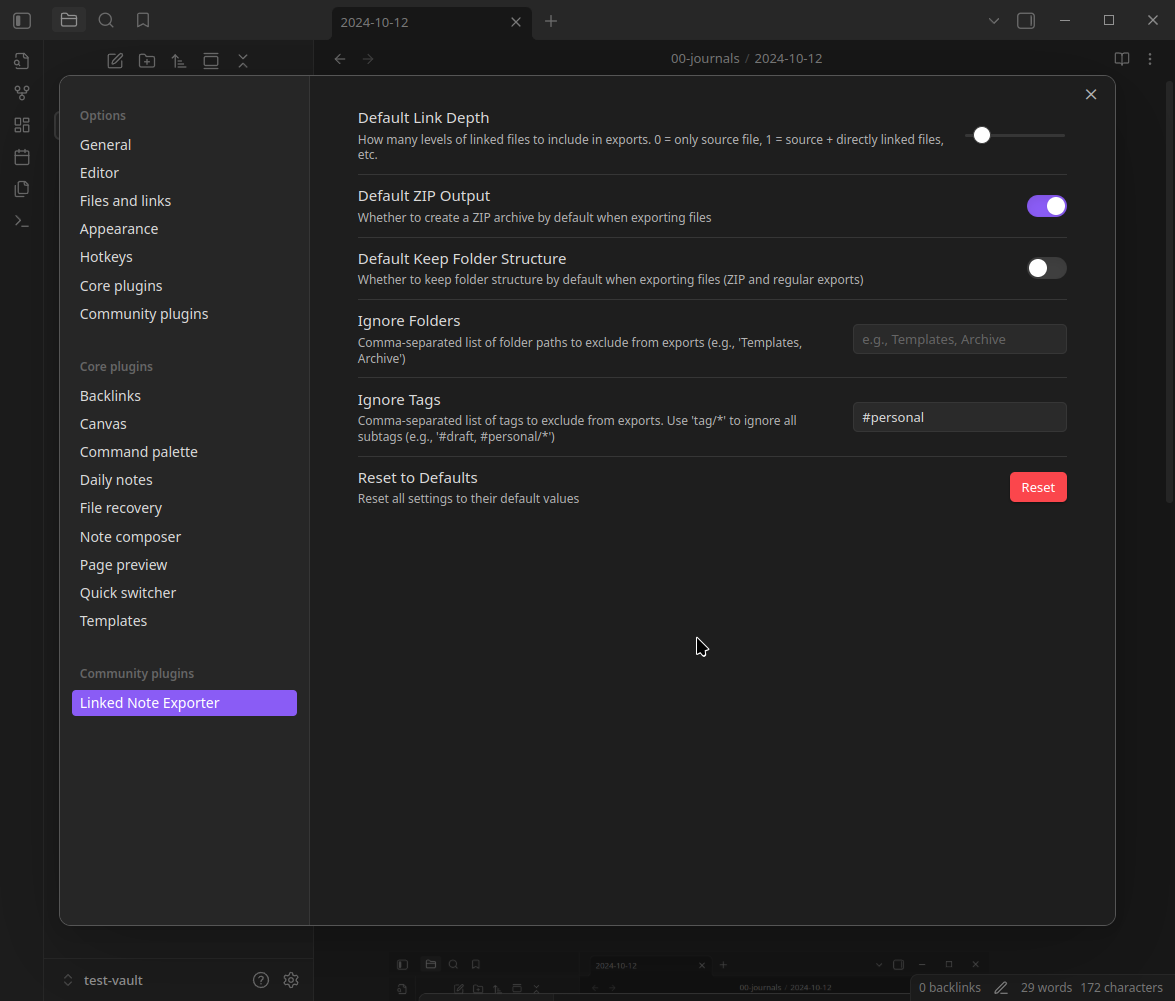 2024-10-12
00-journals / 2024-10-12
Options
General
Editor
Files and links
Appearance
Hotkeys
Core plugins
Community plugins
Core plugins
Backlinks
Canvas
Command palette
Daily notes
File recovery
Note composer
Page preview
Quick switcher
Templates
Community plugins
Linked Note Exporter
Default Link Depth
How many levels of linked files to include in exports. 0 = only source file, 1 = source + directly linked files,
etc.
Default ZIP Output
Whether to create a ZIP archive by default when exporting files
Default Keep Folder Structure
Whether to keep folder structure by default when exporting files (ZIP and regular exports)
Ignore Folders
Comma-separated list of folder paths to exclude from exports (e.g., 'Templates,
Archive')
e.g., Templates, Archive
Ignore Tags
Comma-separated list of tags to exclude from exports. Use 'tag/*' to ignore all
subtags (e.g., '#draft, #personal/*')
#personal
Reset to Defaults
Reset all settings to their default values
Reset
test-vault
2024-10-12
00-journals / 2024-10-12
0 backlinks 29 words 172 characters